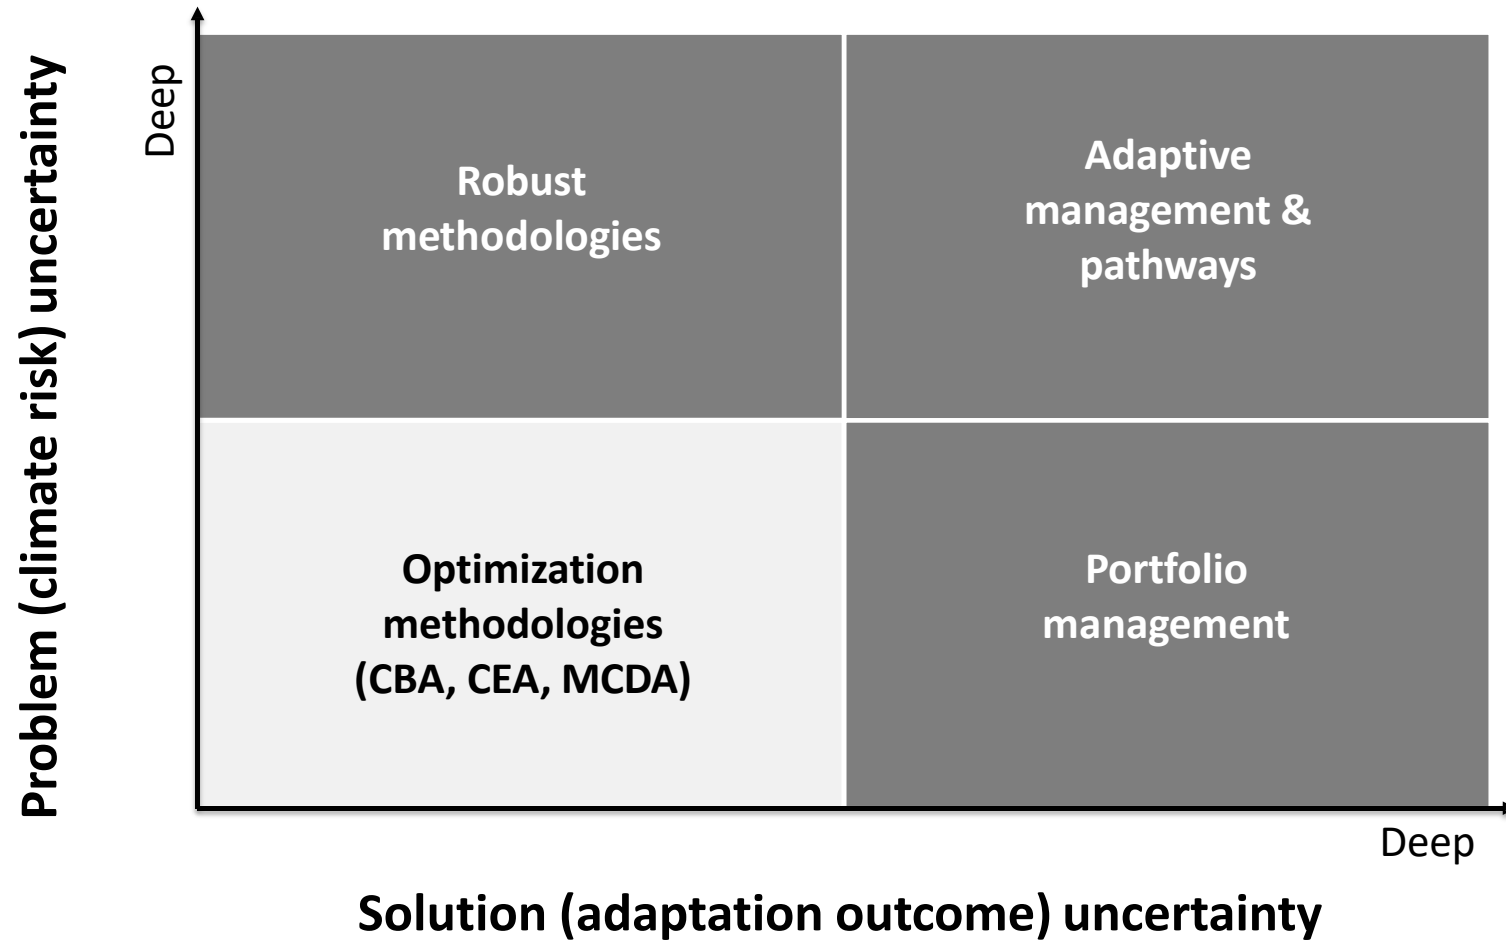 Problem (climate risk) uncertainty
Deep
Robust
methodologies
Adaptive
management &
pathways
Optimization
methodologies
(CBA, CEA, MCDA)
Portfolio
management
Deep
Solution (adaptation outcome) uncertainty